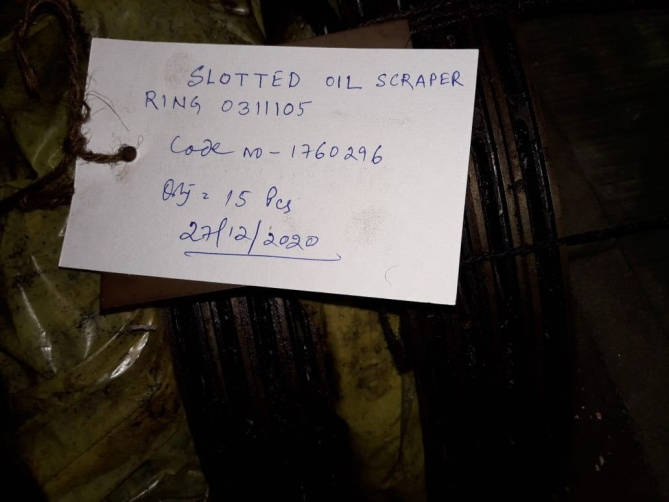 SLOTTED OIL SCRAPER
RING 0311105
Code no - 1760296
Qty = 15 Pcs
27/12/2020